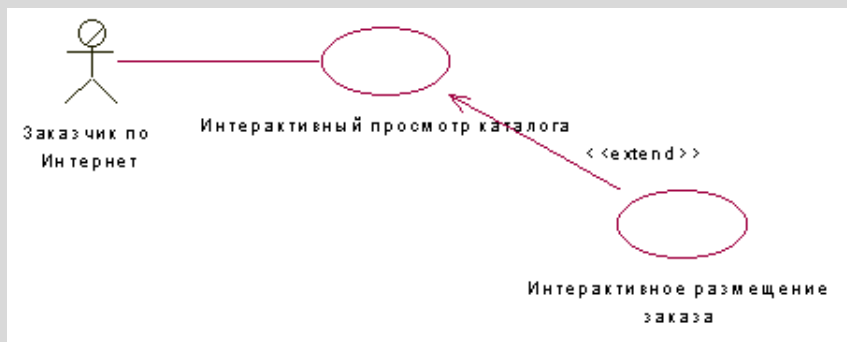 Заказчик по
Интернет
Интерактивный просмотр каталога
<<extend>>
Интерактивное размещение
заказа